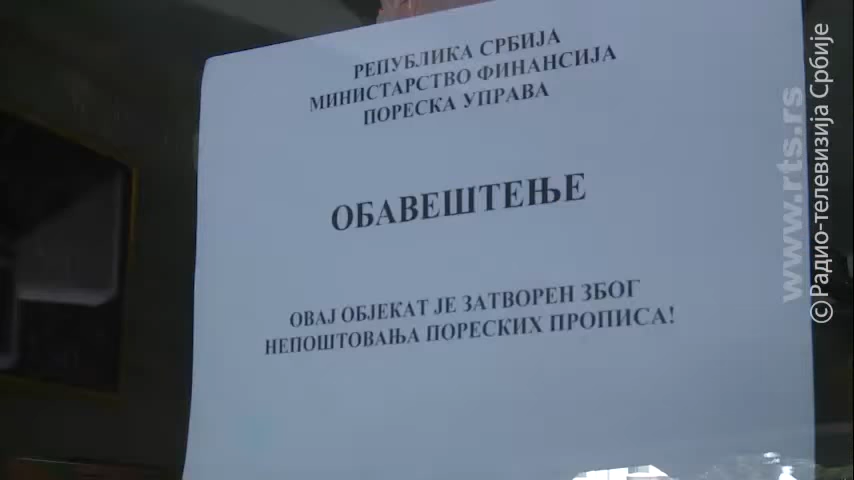 РЕПУБЛИКА СРБИЈА
МИНИСТАРСТВО ФИНАНСИЈА
ПОРЕСКА УПРАВА
ОБАВЕШТЕЊЕ
ОВАЈ ОБЈЕКАТ ЈЕ ЗАТВОРЕН ЗБОГ
НЕПОШТОВАЊА ПОРЕСКИХ ПРОПИСА!
www.rts.rs
© Радио-телевизија Србије